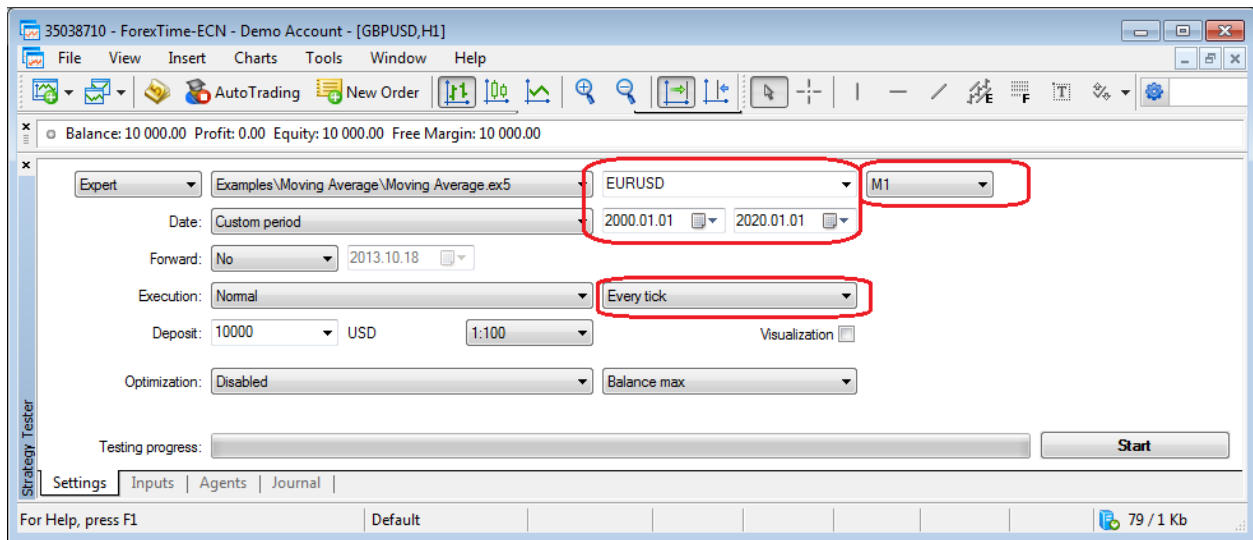 35038710 - ForexTime-ECN - Demo Account - [GBPUSD,H1]
File View Insert Charts Tools Window Help
AutoTrading New Order E F T
Balance: 10 000.00 Profit: 0.00 Equity: 10 000.00 Free Margin: 10 000.00
Expert Examples\Moving Average\Moving Average.ex5 EURUSD M1
Date: Custom period 2000.01.01 2020.01.01
Forward: No 2013.10.18
Execution: Normal Every tick
Deposit: 10000 USD 1:100 Visualization
Optimization: Disabled Balance max
Testing progress: Start
Strategy Tester
Settings | Inputs | Agents | Journal |
For Help, press F1 Default 79 / 1 Kb